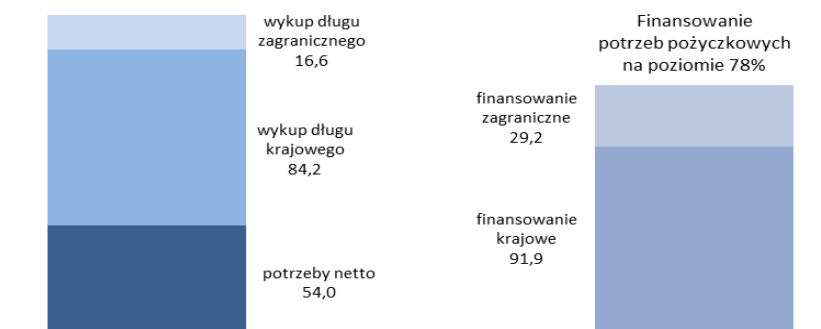 wykup długu
zagranicznego
16,6
wykup długu
krajowego
84,2
potrzeby netto
54,0
Finansowanie
potrzeb pożyczkowych
na poziomie 78%
finansowanie
zagraniczne
29,2
finansowanie
krajowe
91,9